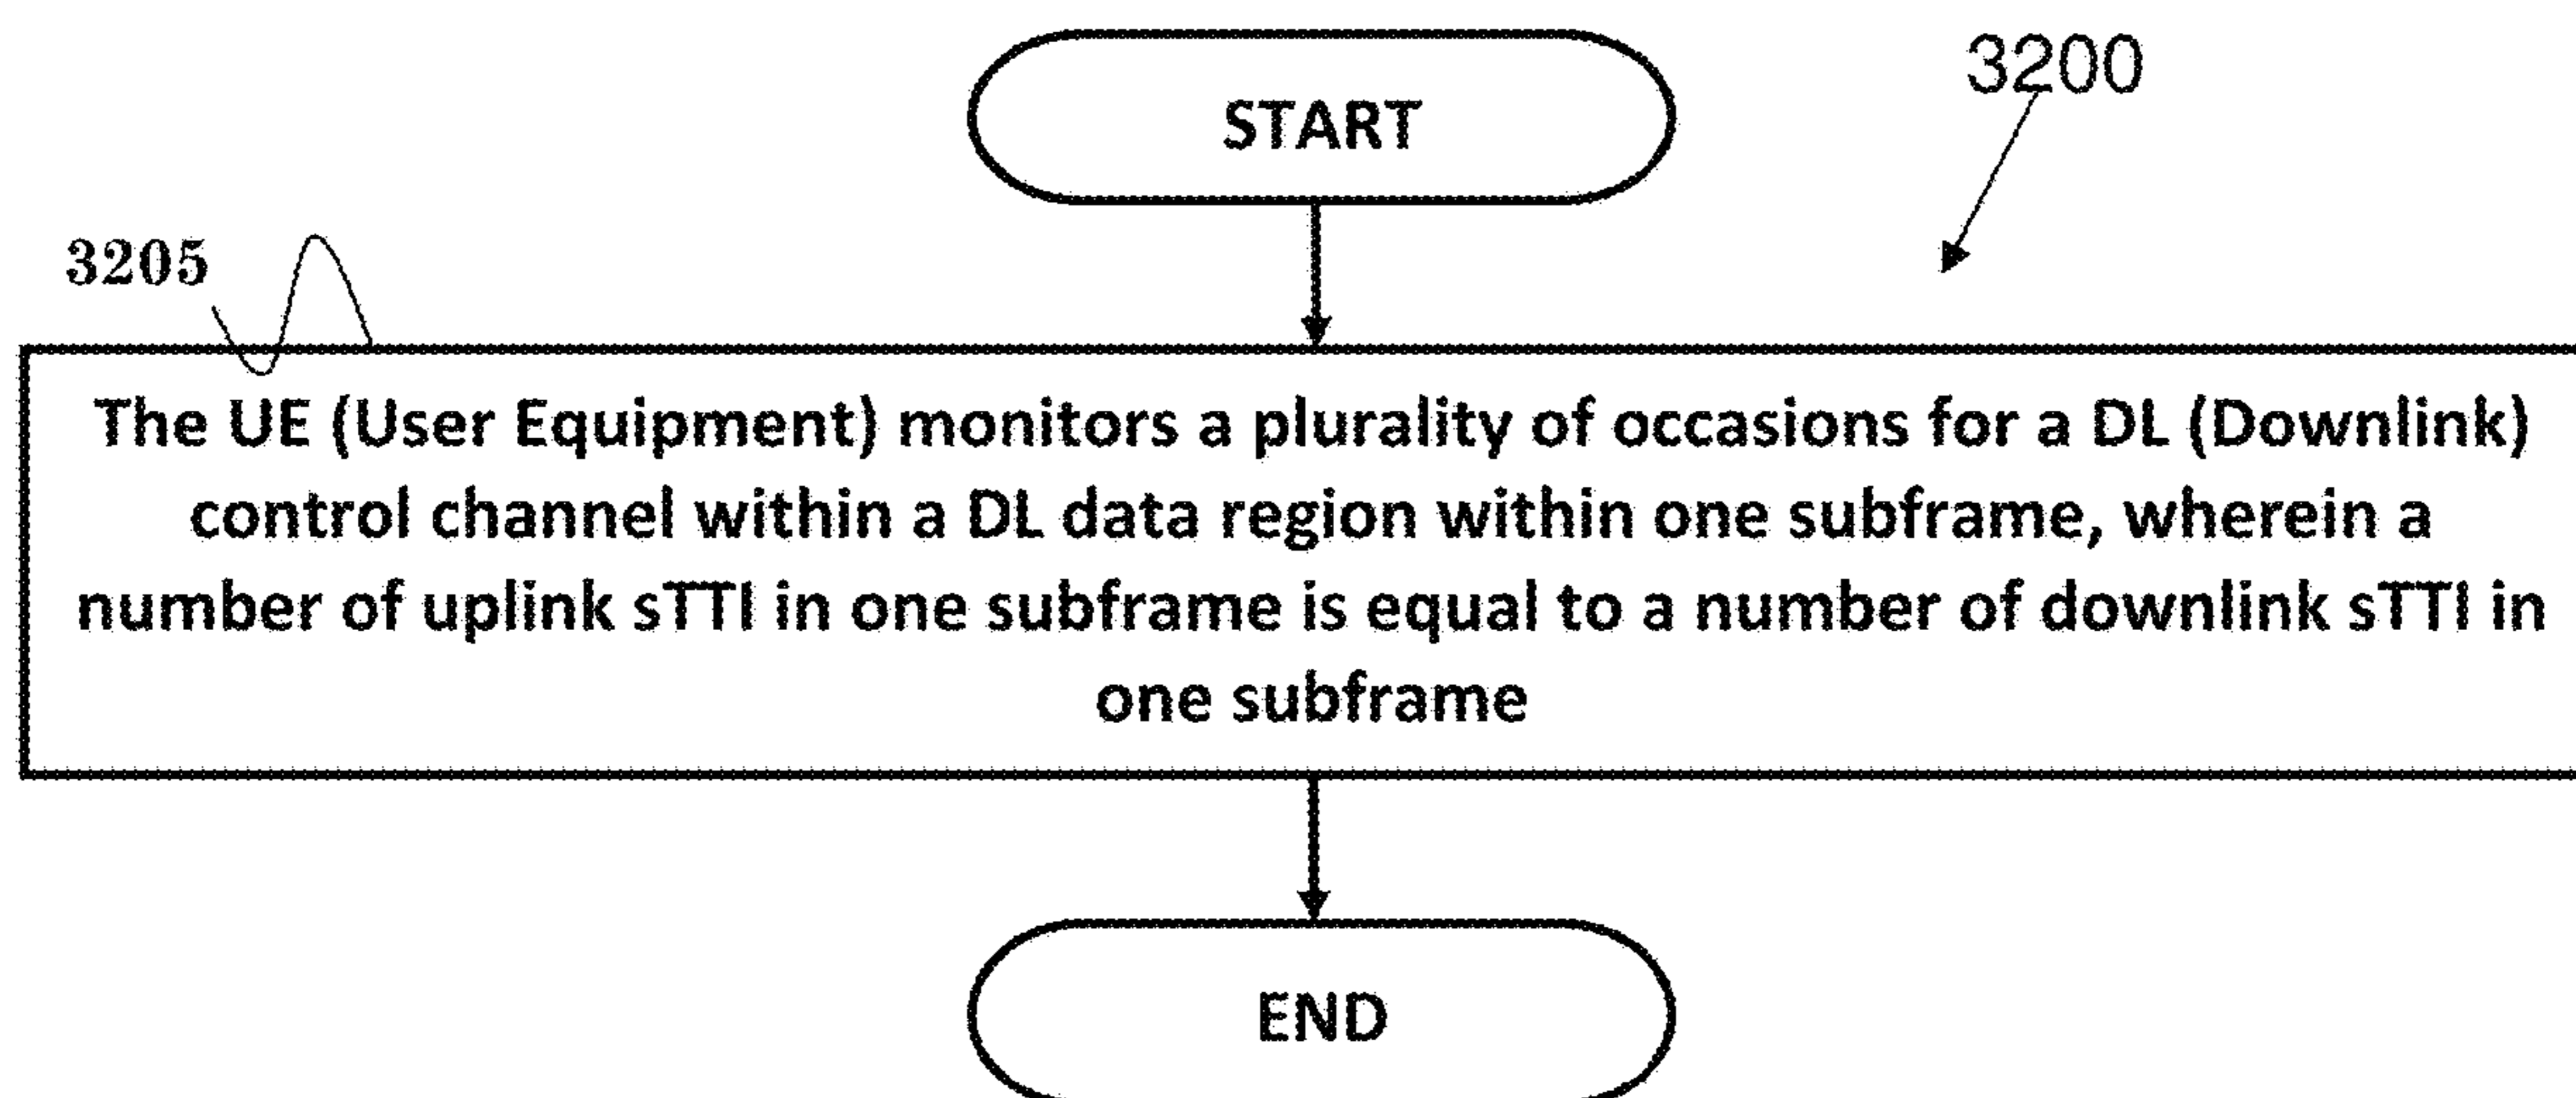 START
3200
3205
The UE (User Equipment) monitors a plurality of occasions for a DL (Downlink)
control channel within a DL data region within one subframe, wherein a
number of uplink sTTI in one subframe is equal to a number of downlink sTTI in
one subframe
END